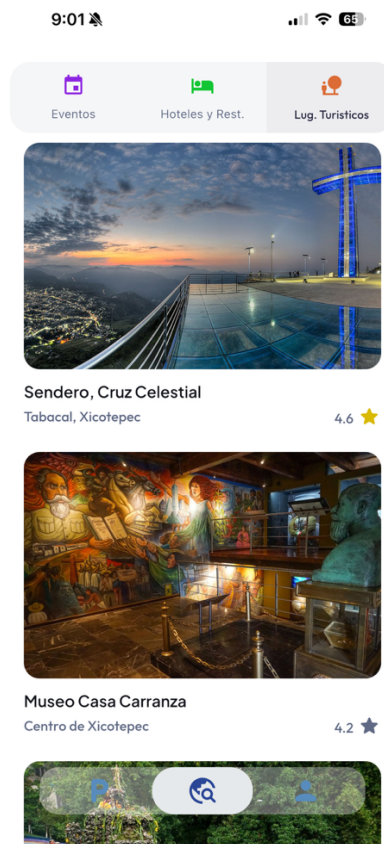 9:01
65
Eventos
Hoteles y Rest.
Lug. Turisticos
Sendero, Cruz Celestial
Tabacal, Xicotepec
4.6
Museo Casa Carranza
Centro de Xicotepec
4.2